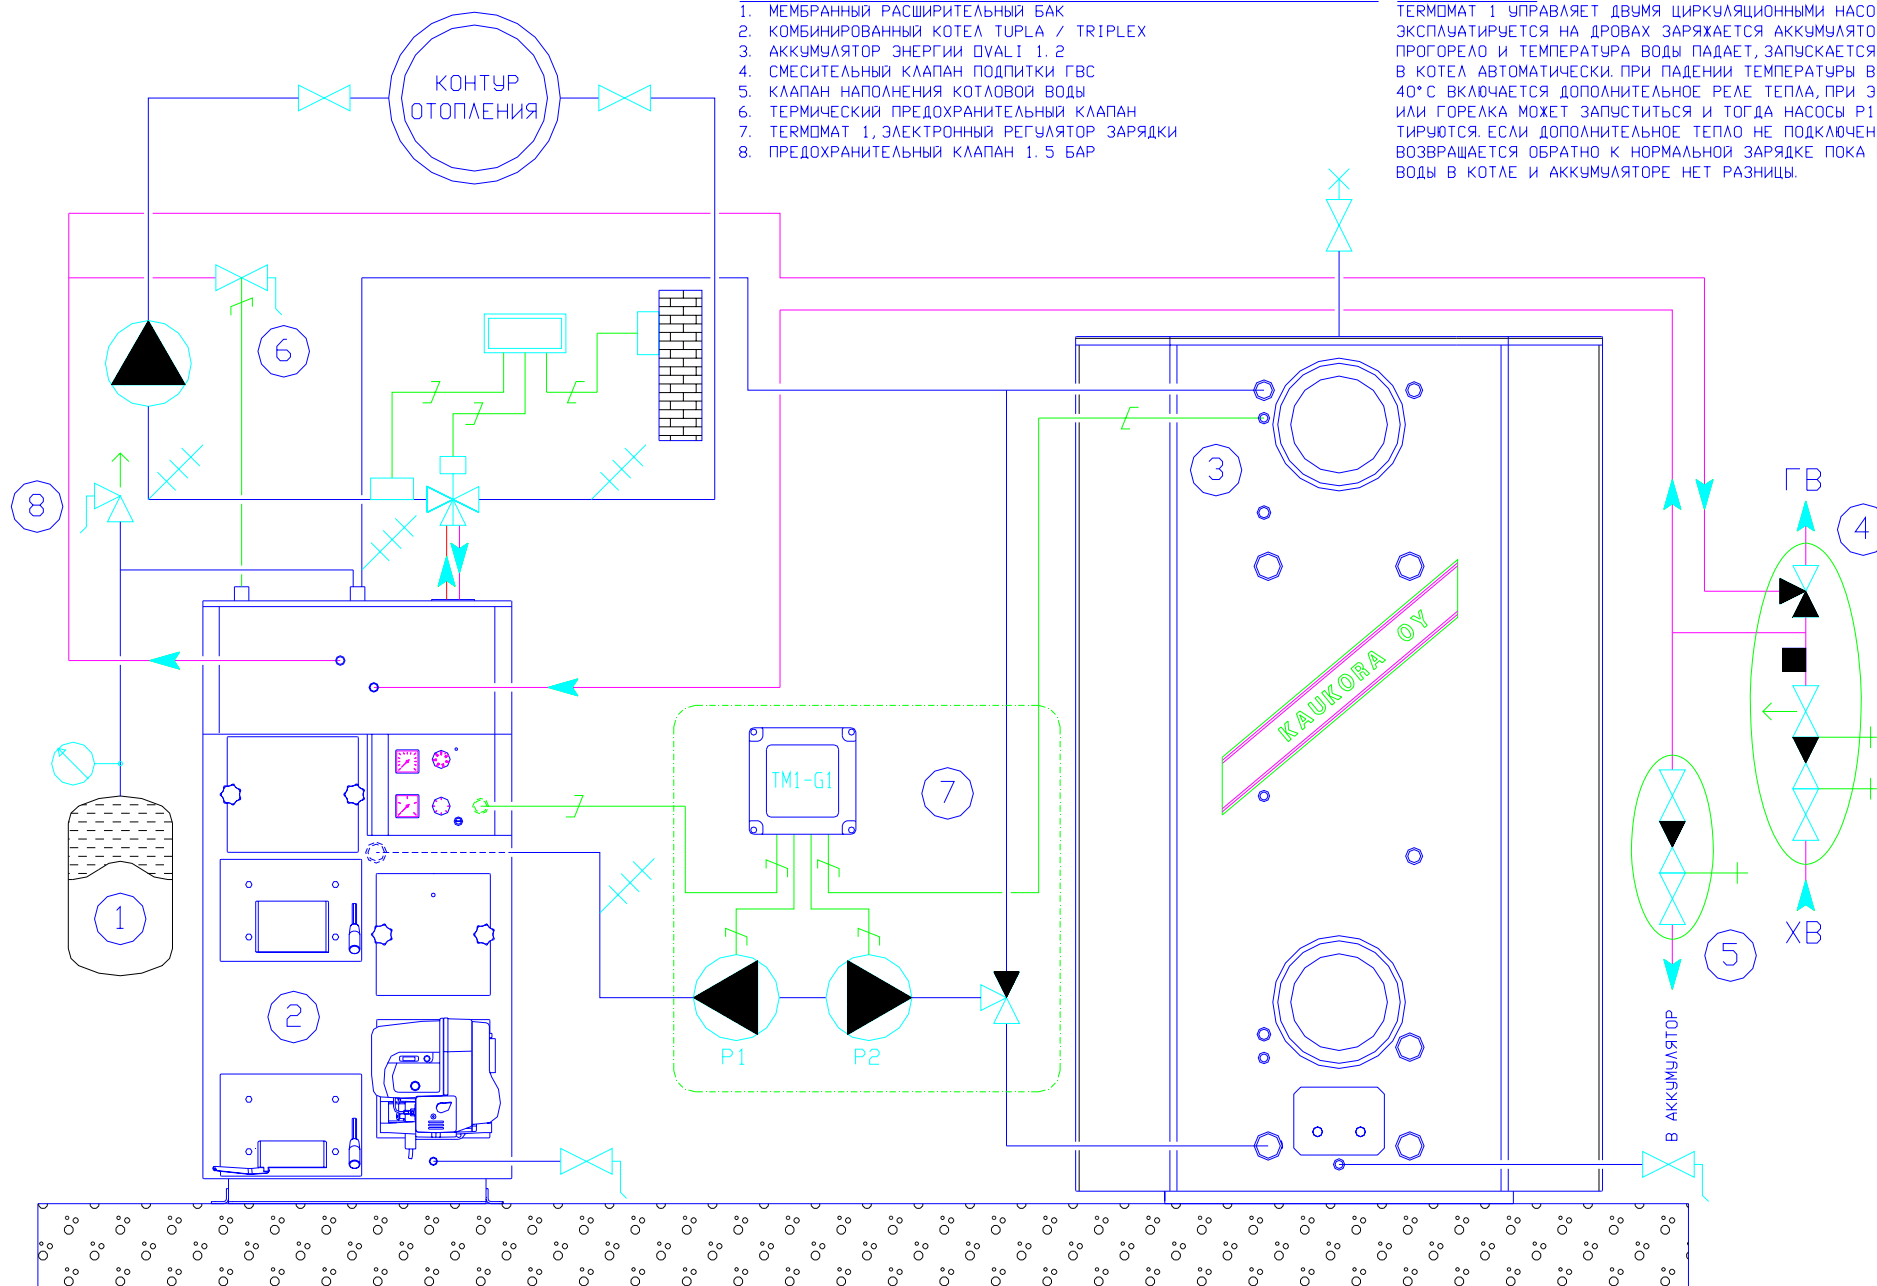 1. МЕМБРАННЫЙ РАСШИРИТЕЛЬНЫЙ БАК
2. КОМБИНИРОВАННЫЙ КОТЕЛ TUPLA / TRIPLEX
3. АККУМУЛЯТОР ЭНЕРГИИ OVALI 1.2
4. СМЕСИТЕЛЬНЫЙ КЛАПАН ПОДПИТКИ ГВС
5. КЛАПАН НАПОЛНЕНИЯ КОТЛОВОЙ ВОДЫ
6. ТЕРМИЧЕСКИЙ ПРЕДОХРАНИТЕЛЬНЫЙ КЛАПАН
7. TERMOMAT 1, ЭЛЕКТРОННЫЙ РЕГУЛЯТОР ЗАРЯДКИ
8. ПРЕДОХРАНИТЕЛЬНЫЙ КЛАПАН 1.5 БАР
TERMOMAT 1 УПРАВЛЯЕТ ДВУМЯ ЦИРКУЛЯЦИОННЫМИ НАСО
ЭКСПЛУАТИРУЕТСЯ НА ДРОВАХ ЗАРЯЖАЕТСЯ АККУМУЛЯТО
ПРОГОРЕЛО И ТЕМПЕРАТУРА ВОДЫ ПАДАЕТ, ЗАПУСКАЕТСЯ
В КОТЕЛ АВТОМАТИЧЕСКИ. ПРИ ПАДЕНИИ ТЕМПЕРАТУРЫ В
40°С ВКЛЮЧАЕТСЯ ДОПОЛНИТЕЛЬНОЕ РЕЛЕ ТЕПЛА, ПРИ Э
ИЛИ ГОРЕЛКА МОЖЕТ ЗАПУСТИТЬСЯ И ТОГДА НАСОСЫ P1
ТИРУЮТСЯ. ЕСЛИ ДОПОЛНИТЕЛЬНОЕ ТЕПЛО НЕ ПОДКЛЮЧЕН
ВОЗВРАЩАЕТСЯ ОБРАТНО К НОРМАЛЬНОЙ ЗАРЯДКЕ ПОКА
ВОДЫ В КОТЛЕ И АККУМУЛЯТОРЕ НЕТ РАЗНИЦЫ.
КОНТУР
ОТОПЛЕНИЯ
6
8
3
ГВ
4
KAUKORA OY
TM1-G1
7
1
ХВ
5
2
P1
P2
В АККУМУЛЯТОР